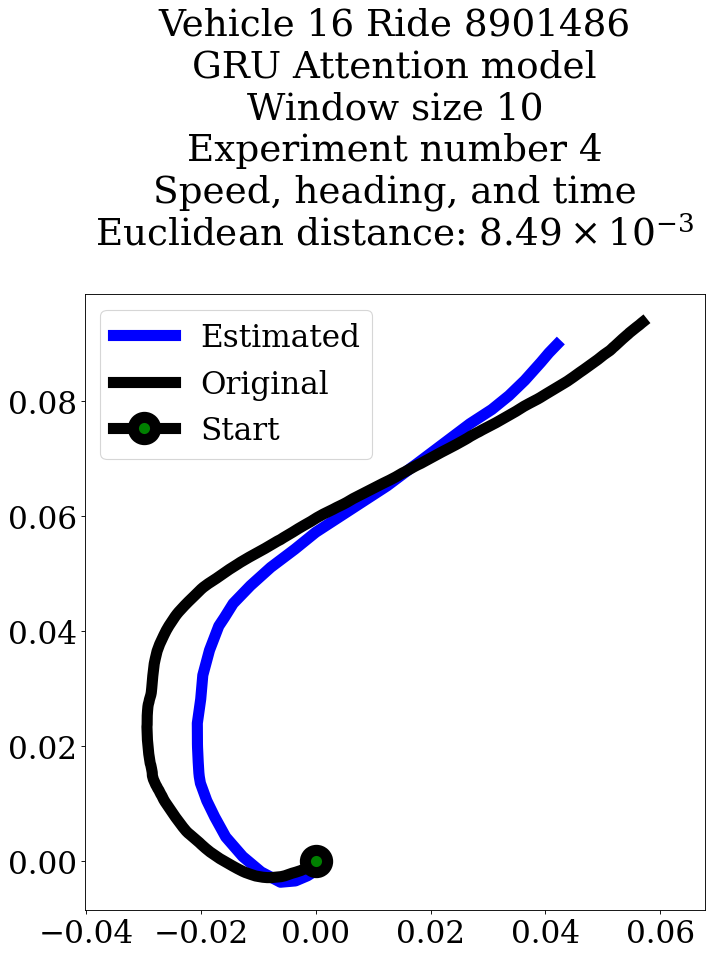 Vehicle 16 Ride 8901486
GRU Attention model
Window size 10
Experiment number 4
Speed, heading, and time
Euclidean distance: 8.49 × 10⁻³
Estimated
Original
Start
0.08
0.06
0.04
0.02
0.00
−0.04 −0.02 0.00 0.02 0.04 0.06